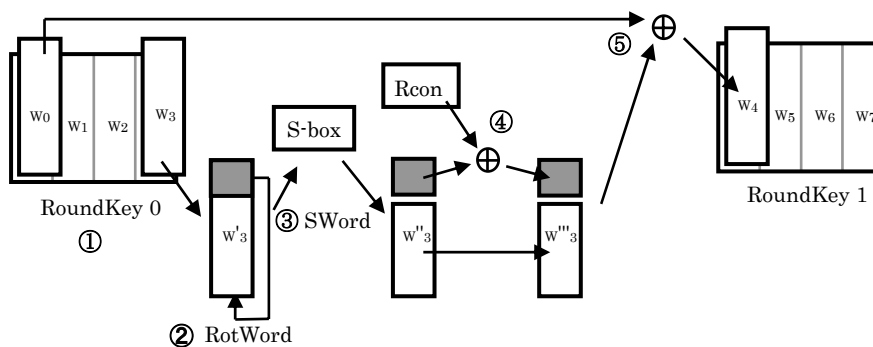 ⑤
Rcon
④
W0 W1 W2 W3
S-box
W4 W5 W6 W7
RoundKey 0
RoundKey 1
①
③ SWord
W'3 W''3 W'''3
② RotWord